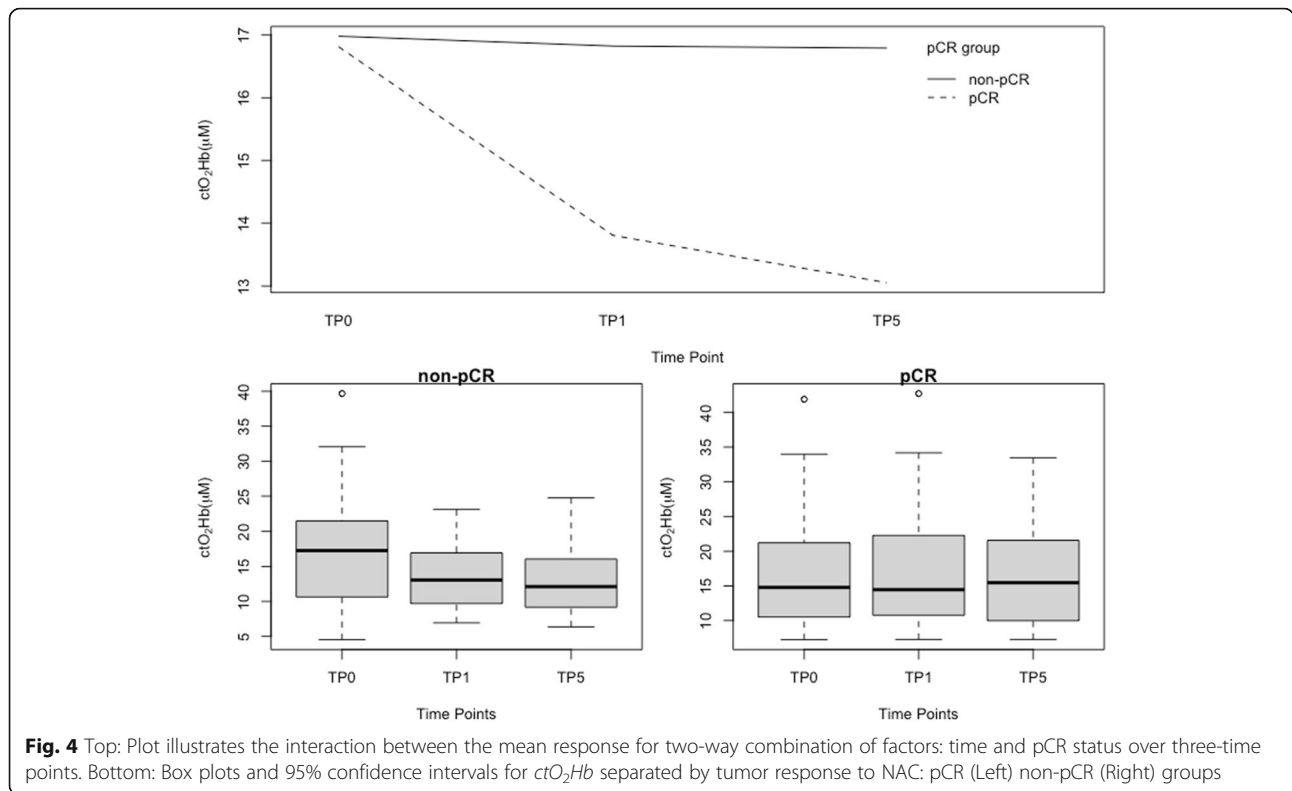 17
16
15
14
13
ctO₂Hb(μM)
pCR group
non-pCR
pCR
TP0 TP1 TP5
Time Point
non-pCR
40
35
30
25
20
15
10
5
ctO₂Hb(μM)
TP0 TP1 TP5
Time Points
pCR
40
35
30
25
20
15
10
ctO₂Hb(μM)
TP0 TP1 TP5
Time Points
Fig. 4 Top: Plot illustrates the interaction between the mean response for two-way combination of factors: time and pCR status over three-time
points. Bottom: Box plots and 95% confidence intervals for ctO₂Hb separated by tumor response to NAC: pCR (Left) non-pCR (Right) groups